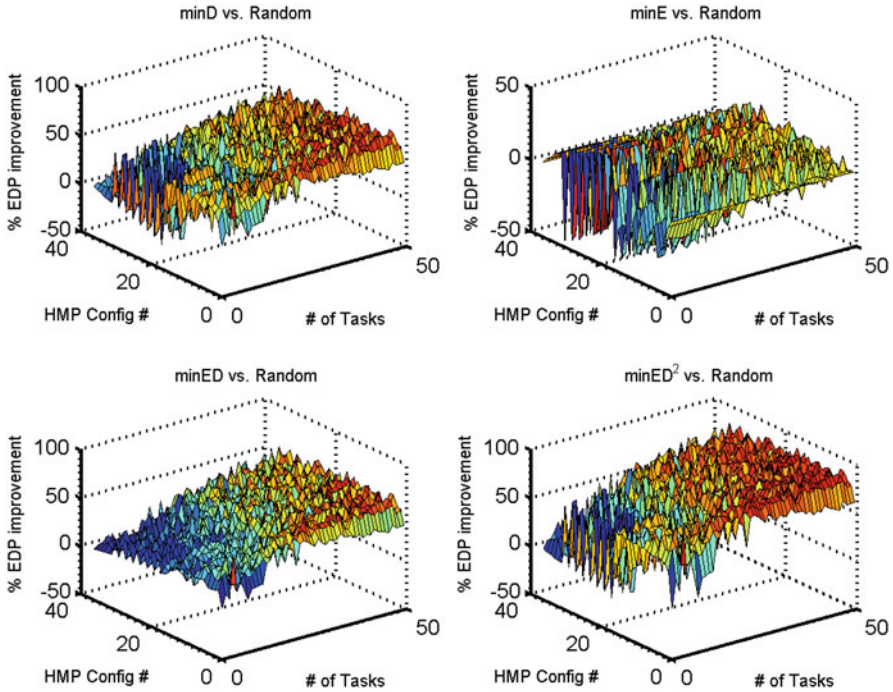 minD vs. Random
% EDP improvement
100
50
0
-50
40
20
0
HMP Config #
0
50
# of Tasks
minE vs. Random
% EDP improvement
50
0
-50
40
20
0
HMP Config #
0
50
# of Tasks
minED vs. Random
% EDP improvement
100
50
0
-50
40
20
0
HMP Config #
0
50
# of Tasks
minED² vs. Random
% EDP improvement
100
50
0
-50
40
20
0
HMP Config #
0
50
# of Tasks